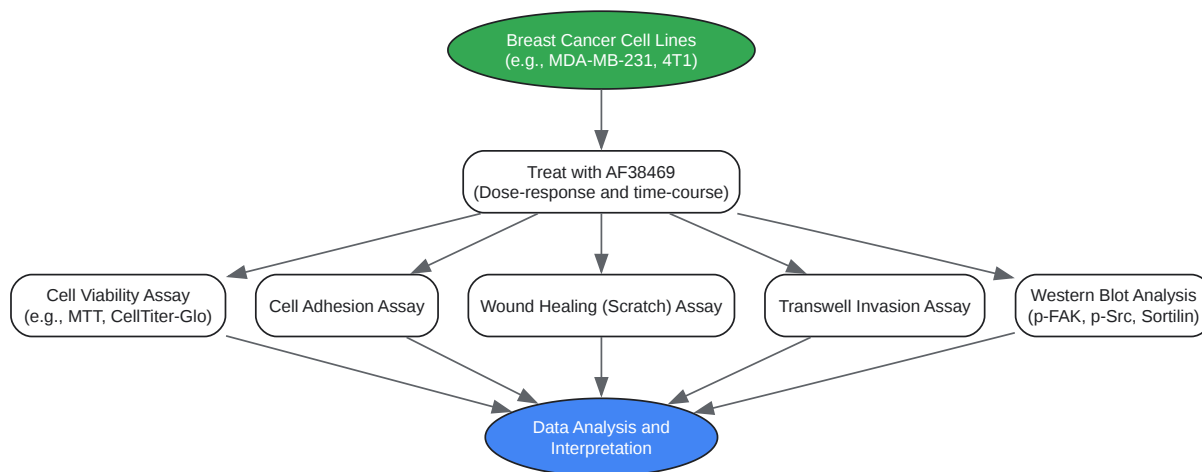 Breast Cancer Cell Lines
(e.g., MDA-MB-231, 4T1)
Treat with AF38469
(Dose-response and time-course)
Cell Viability Assay
(e.g., MTT, CellTiter-Glo)
Cell Adhesion Assay
Wound Healing (Scratch) Assay
Transwell Invasion Assay
Western Blot Analysis
(p-FAK, p-Src, Sortilin)
Data Analysis and
Interpretation